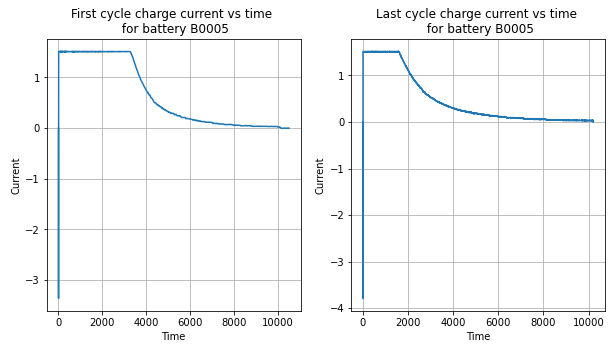 First cycle charge current vs time
for battery B0005
Current
1
0
−1
−2
−3
0
2000
4000
6000
8000
10000
Time
Last cycle charge current vs time
for battery B0005
Current
1
0
−1
−2
−3
−4
0
2000
4000
6000
8000
10000
Time